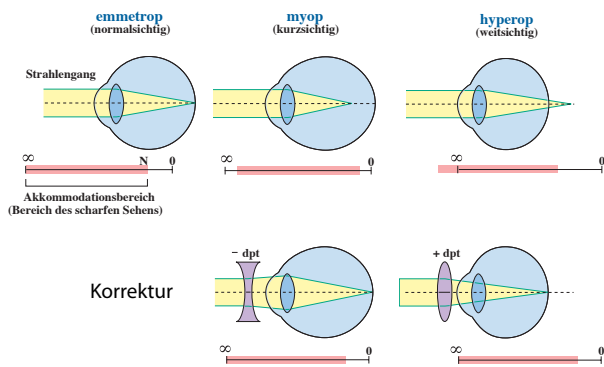 emmetrop
(normalsichtig)
myop
(kurzsichtig)
hyperop
(weitsichtig)
Strahlengang
∞ N 0
∞ 0
∞ 0
Akkommodationsbereich
(Bereich des scharfen Sehens)
Korrektur
− dpt
+ dpt
∞ 0
∞ 0